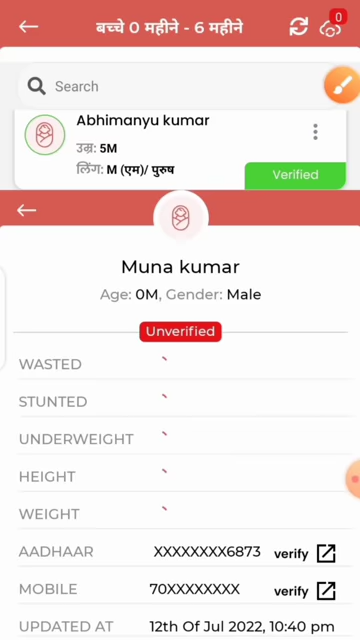 बच्चे 0 महीने - 6 महीने
0
Search
Abhimanyu kumar
उम्र: 5M
लिंग: M (एम)/ पुरुष
Verified
Muna kumar
Age: 0M, Gender: Male
Unverified
WASTED
STUNTED
UNDERWEIGHT
HEIGHT
WEIGHT
AADHAAR XXXXXXXX6873 verify
MOBILE 70XXXXXXXX verify
UPDATED AT 12th Of Jul 2022, 10:40 pm